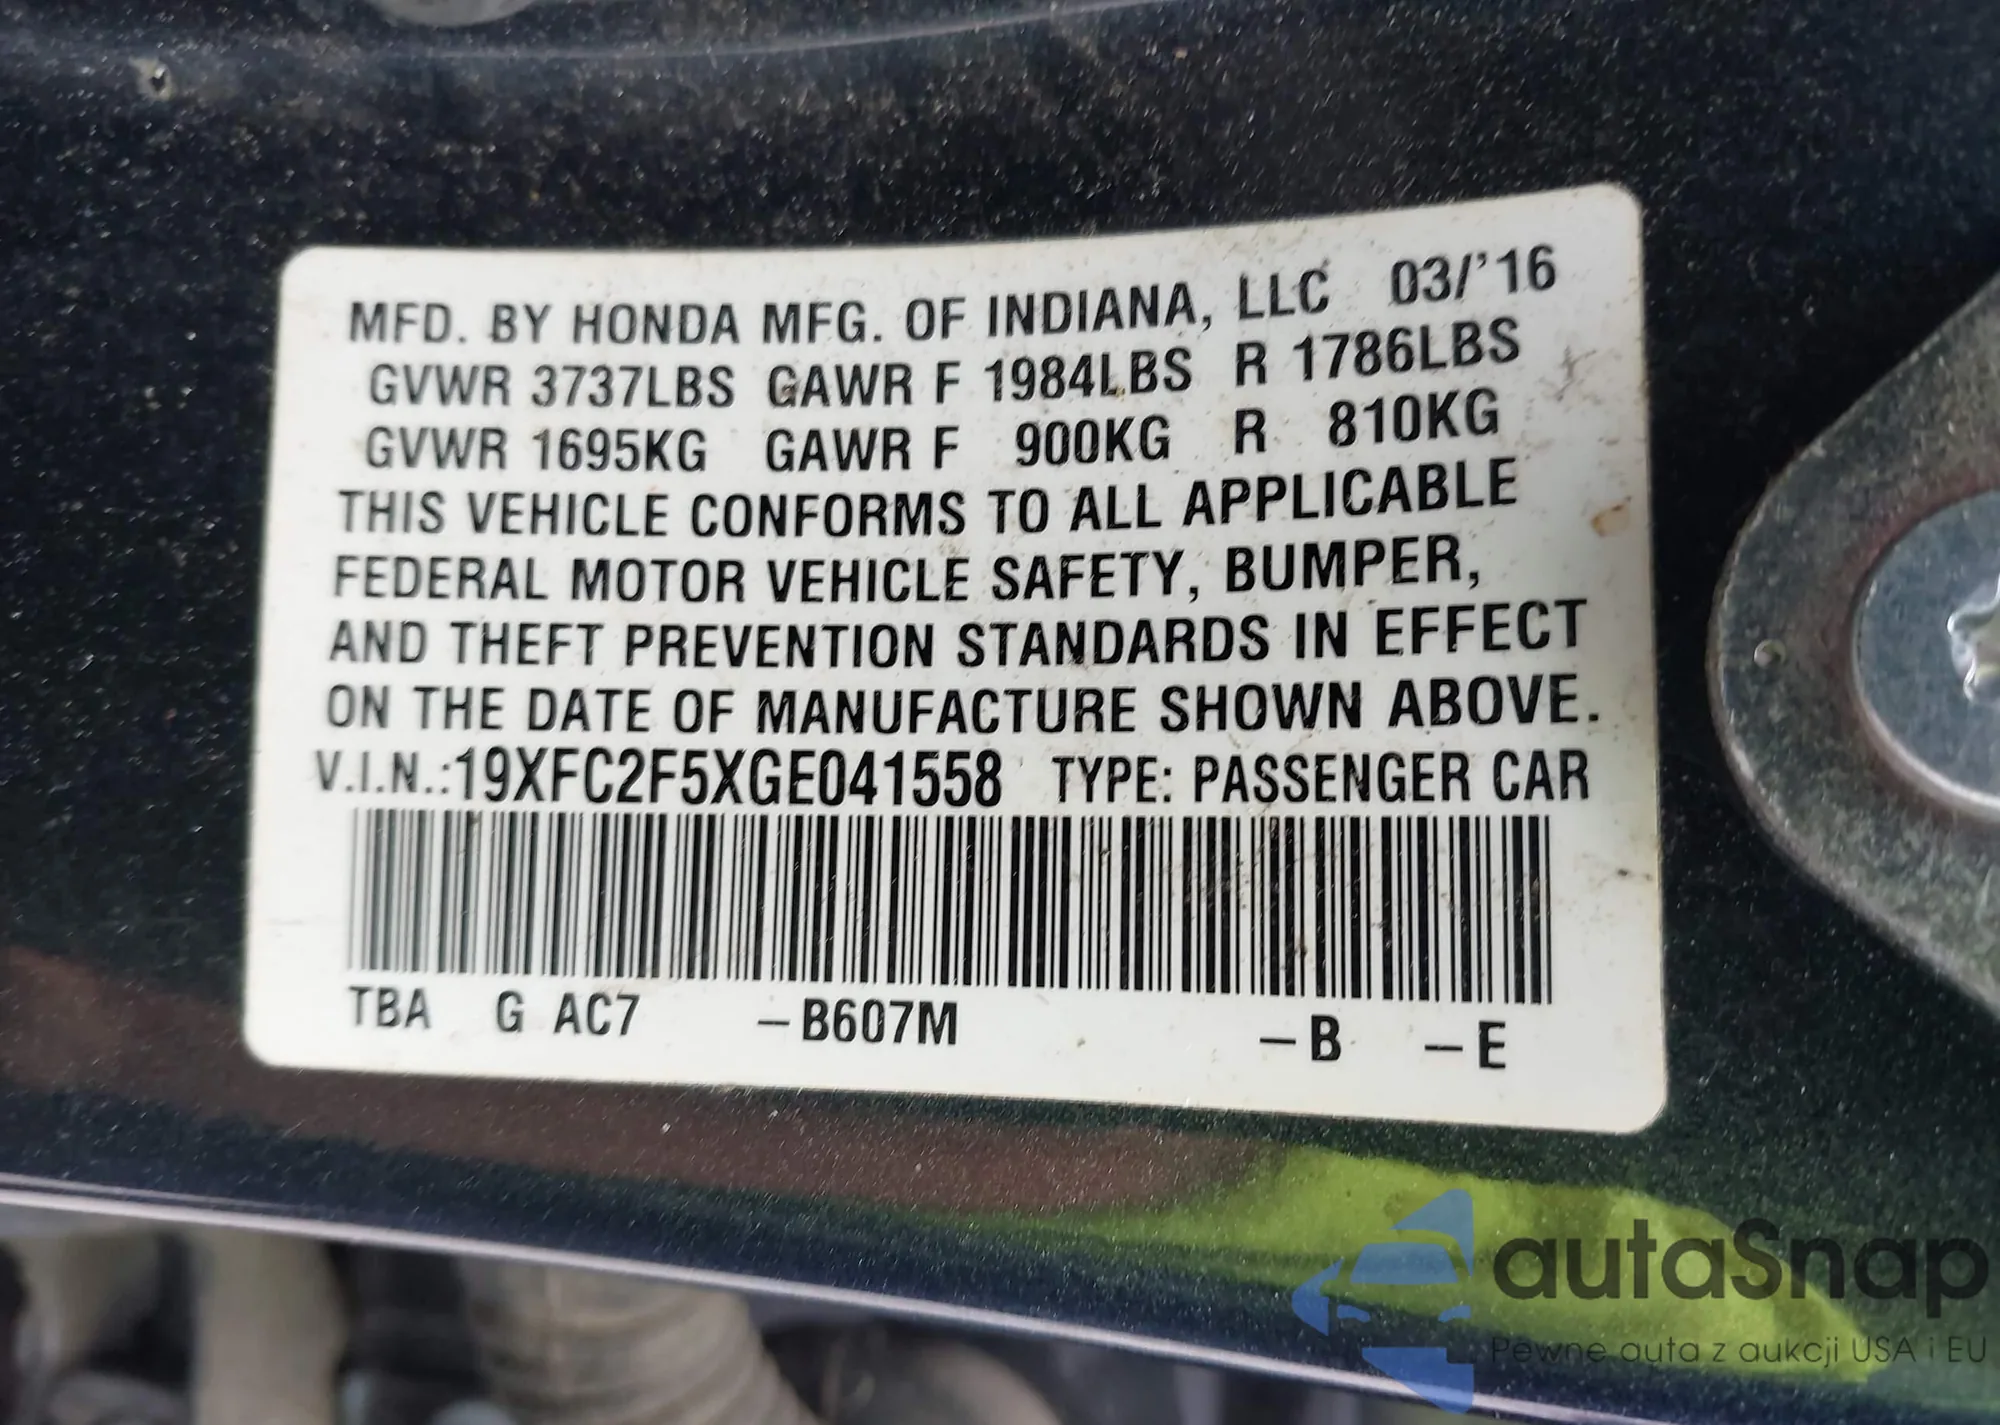 MFD. BY HONDA MFG. OF INDIANA, LLC 03/'16
GVWR 3737LBS GAWR F 1984LBS R 1786LBS
GVWR 1695KG GAWR F 900KG R 810KG
THIS VEHICLE CONFORMS TO ALL APPLICABLE
FEDERAL MOTOR VEHICLE SAFETY, BUMPER,
AND THEFT PREVENTION STANDARDS IN EFFECT
ON THE DATE OF MANUFACTURE SHOWN ABOVE.
V.I.N.:19XFC2F5XGE041558 TYPE: PASSENGER CAR
TBA G AC7 –B607M –B –E
autaSnap
Pewne auta z aukcji USA i EU